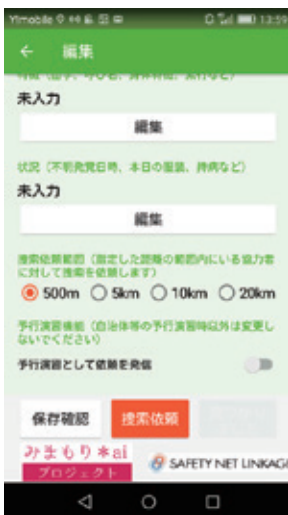 Y!mobile
13:59
← 編集
未入力
編集
状況（不明発覚日時、本日の服装、持病など）
未入力
編集
捜索依頼範囲（指定した距離の範囲内にいる協力者
に対して捜索を依頼します）
500m 5km 10km 20km
予行演習機能（自治体等の予行演習時以外は変更し
ないでください）
予行演習として依頼を発信
保存確認 捜索依頼
みまもり＊ai
プロジェクト
SAFETY NET LINKAG